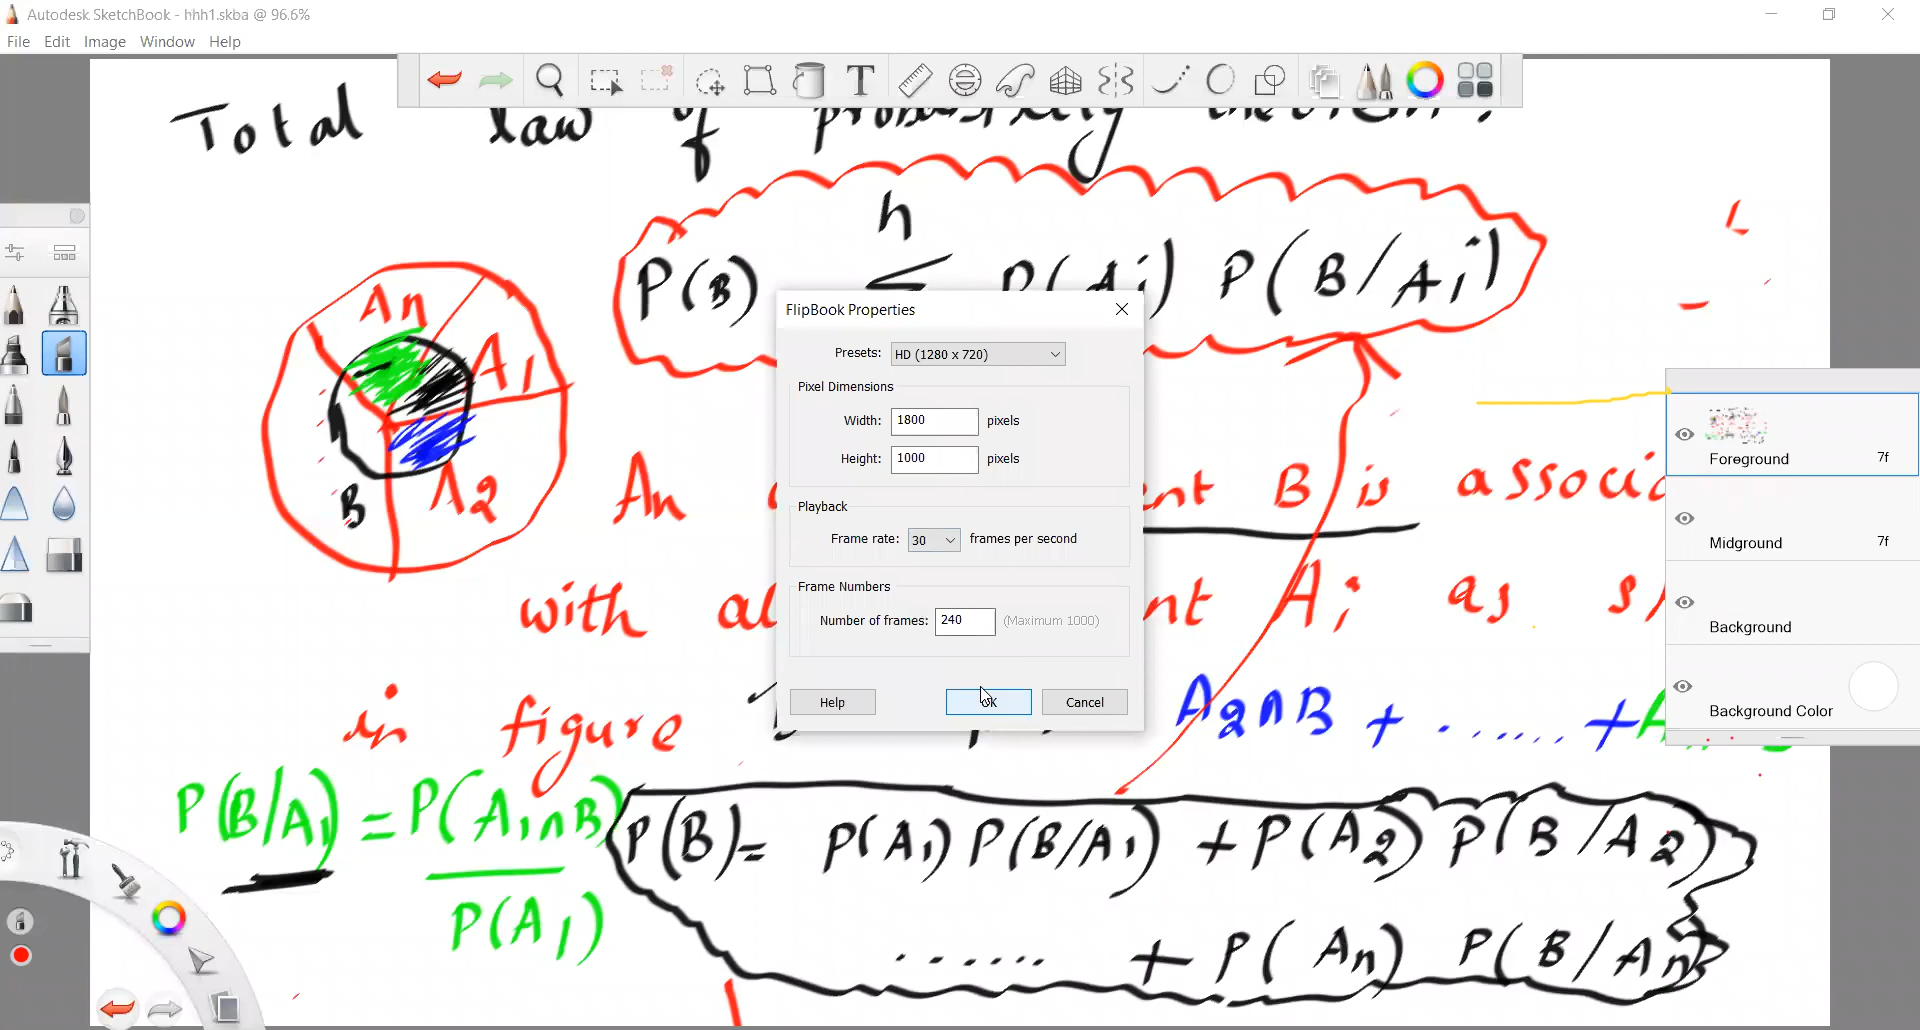 Autodesk SketchBook - hhh1.skba @ 96.6%
File Edit Image Window Help
Total law of probability theorem :
n
P(B) Σ P(Ai) P(B/Ai)
An
A1
A2
B
FlipBook Properties
Presets: HD (1280 x 720)
Pixel Dimensions
Width: 1800 pixels
Height: 1000 pixels
Playback
Frame rate: 30 frames per second
Frame Numbers
Number of frames: 240 (Maximum 1000)
Help OK Cancel
An nt B is associ
with al nt Ai as s
in figure A2∩B + ...... + A
P(B/A1) = P(A1∩B)
P(A1)
P(B)= P(A1) P(B/A1) + P(A2) P(B/A2)
...... + P(An) P(B/An)
Foreground 7f
Midground 7f
Background
Background Color